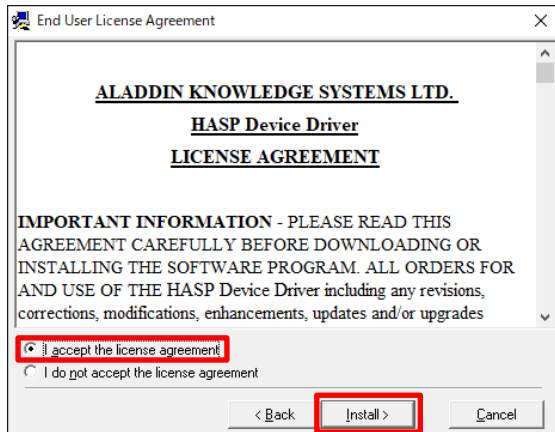 End User License Agreement
ALADDIN KNOWLEDGE SYSTEMS LTD.
HASP Device Driver
LICENSE AGREEMENT
IMPORTANT INFORMATION - PLEASE READ THIS
AGREEMENT CAREFULLY BEFORE DOWNLOADING OR
INSTALLING THE SOFTWARE PROGRAM. ALL ORDERS FOR
AND USE OF THE HASP Device Driver including any revisions,
corrections, modifications, enhancements, updates and/or upgrades
I accept the license agreement
I do not accept the license agreement
< Back Install > Cancel